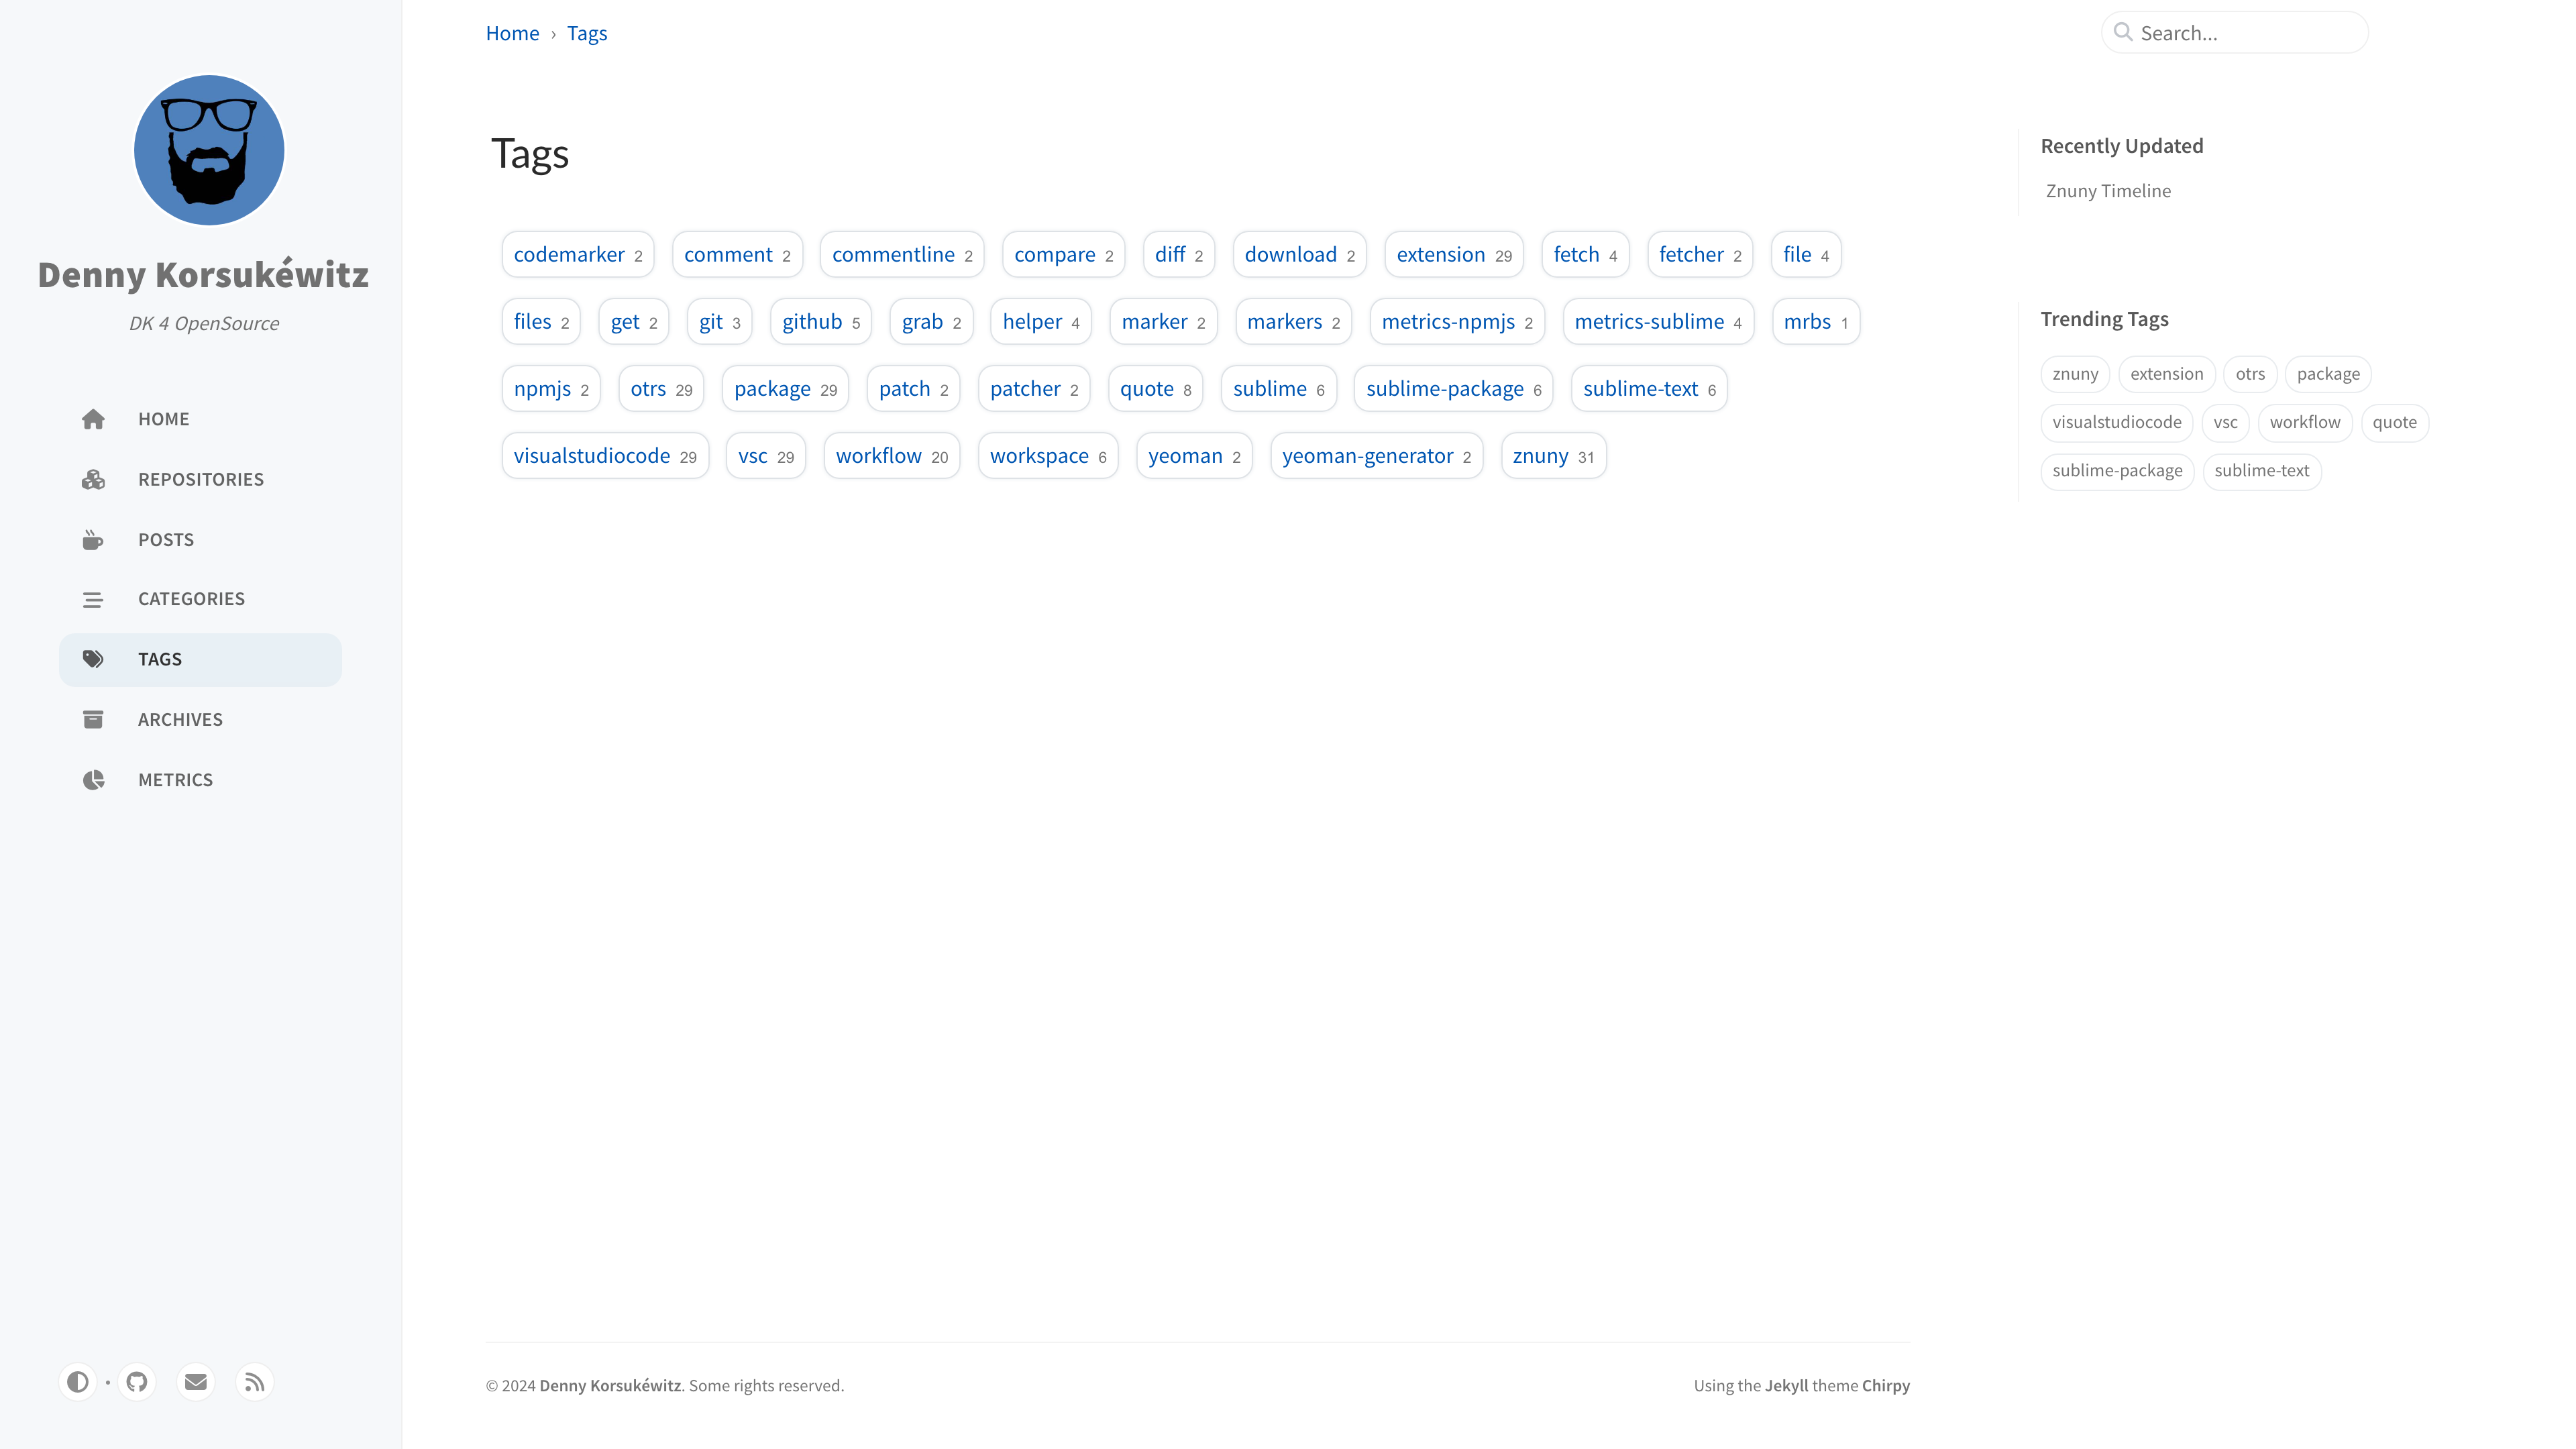 Denny Korsukéwitz
DK 4 OpenSource
HOME
REPOSITORIES
POSTS
CATEGORIES
TAGS
ARCHIVES
METRICS
Home › Tags
Search...
Tags
codemarker 2 comment 2 commentline 2 compare 2 diff 2 download 2 extension 29 fetch 4 fetcher 2 file 4
files 2 get 2 git 3 github 5 grab 2 helper 4 marker 2 markers 2 metrics-npmjs 2 metrics-sublime 4 mrbs 1
npmjs 2 otrs 29 package 29 patch 2 patcher 2 quote 8 sublime 6 sublime-package 6 sublime-text 6
visualstudiocode 29 vsc 29 workflow 20 workspace 6 yeoman 2 yeoman-generator 2 znuny 31
Recently Updated
Znuny Timeline
Trending Tags
znuny extension otrs package
visualstudiocode vsc workflow quote
sublime-package sublime-text
© 2024 Denny Korsukéwitz. Some rights reserved.
Using the Jekyll theme Chirpy